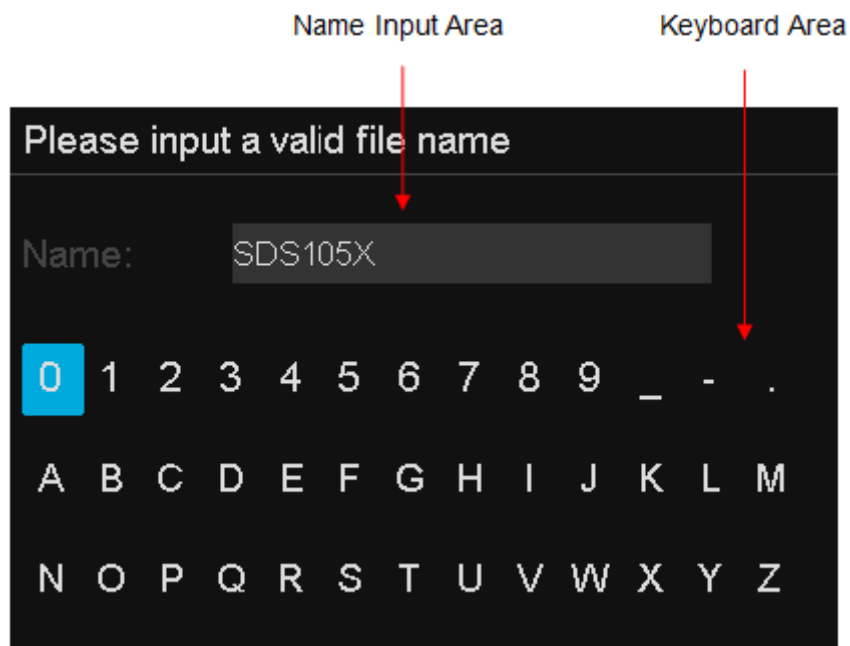 Name Input Area Keyboard Area
Please input a valid file name
Name: SDS105X
0 1 2 3 4 5 6 7 8 9 _ - .
A B C D E F G H I J K L M
N O P Q R S T U V W X Y Z